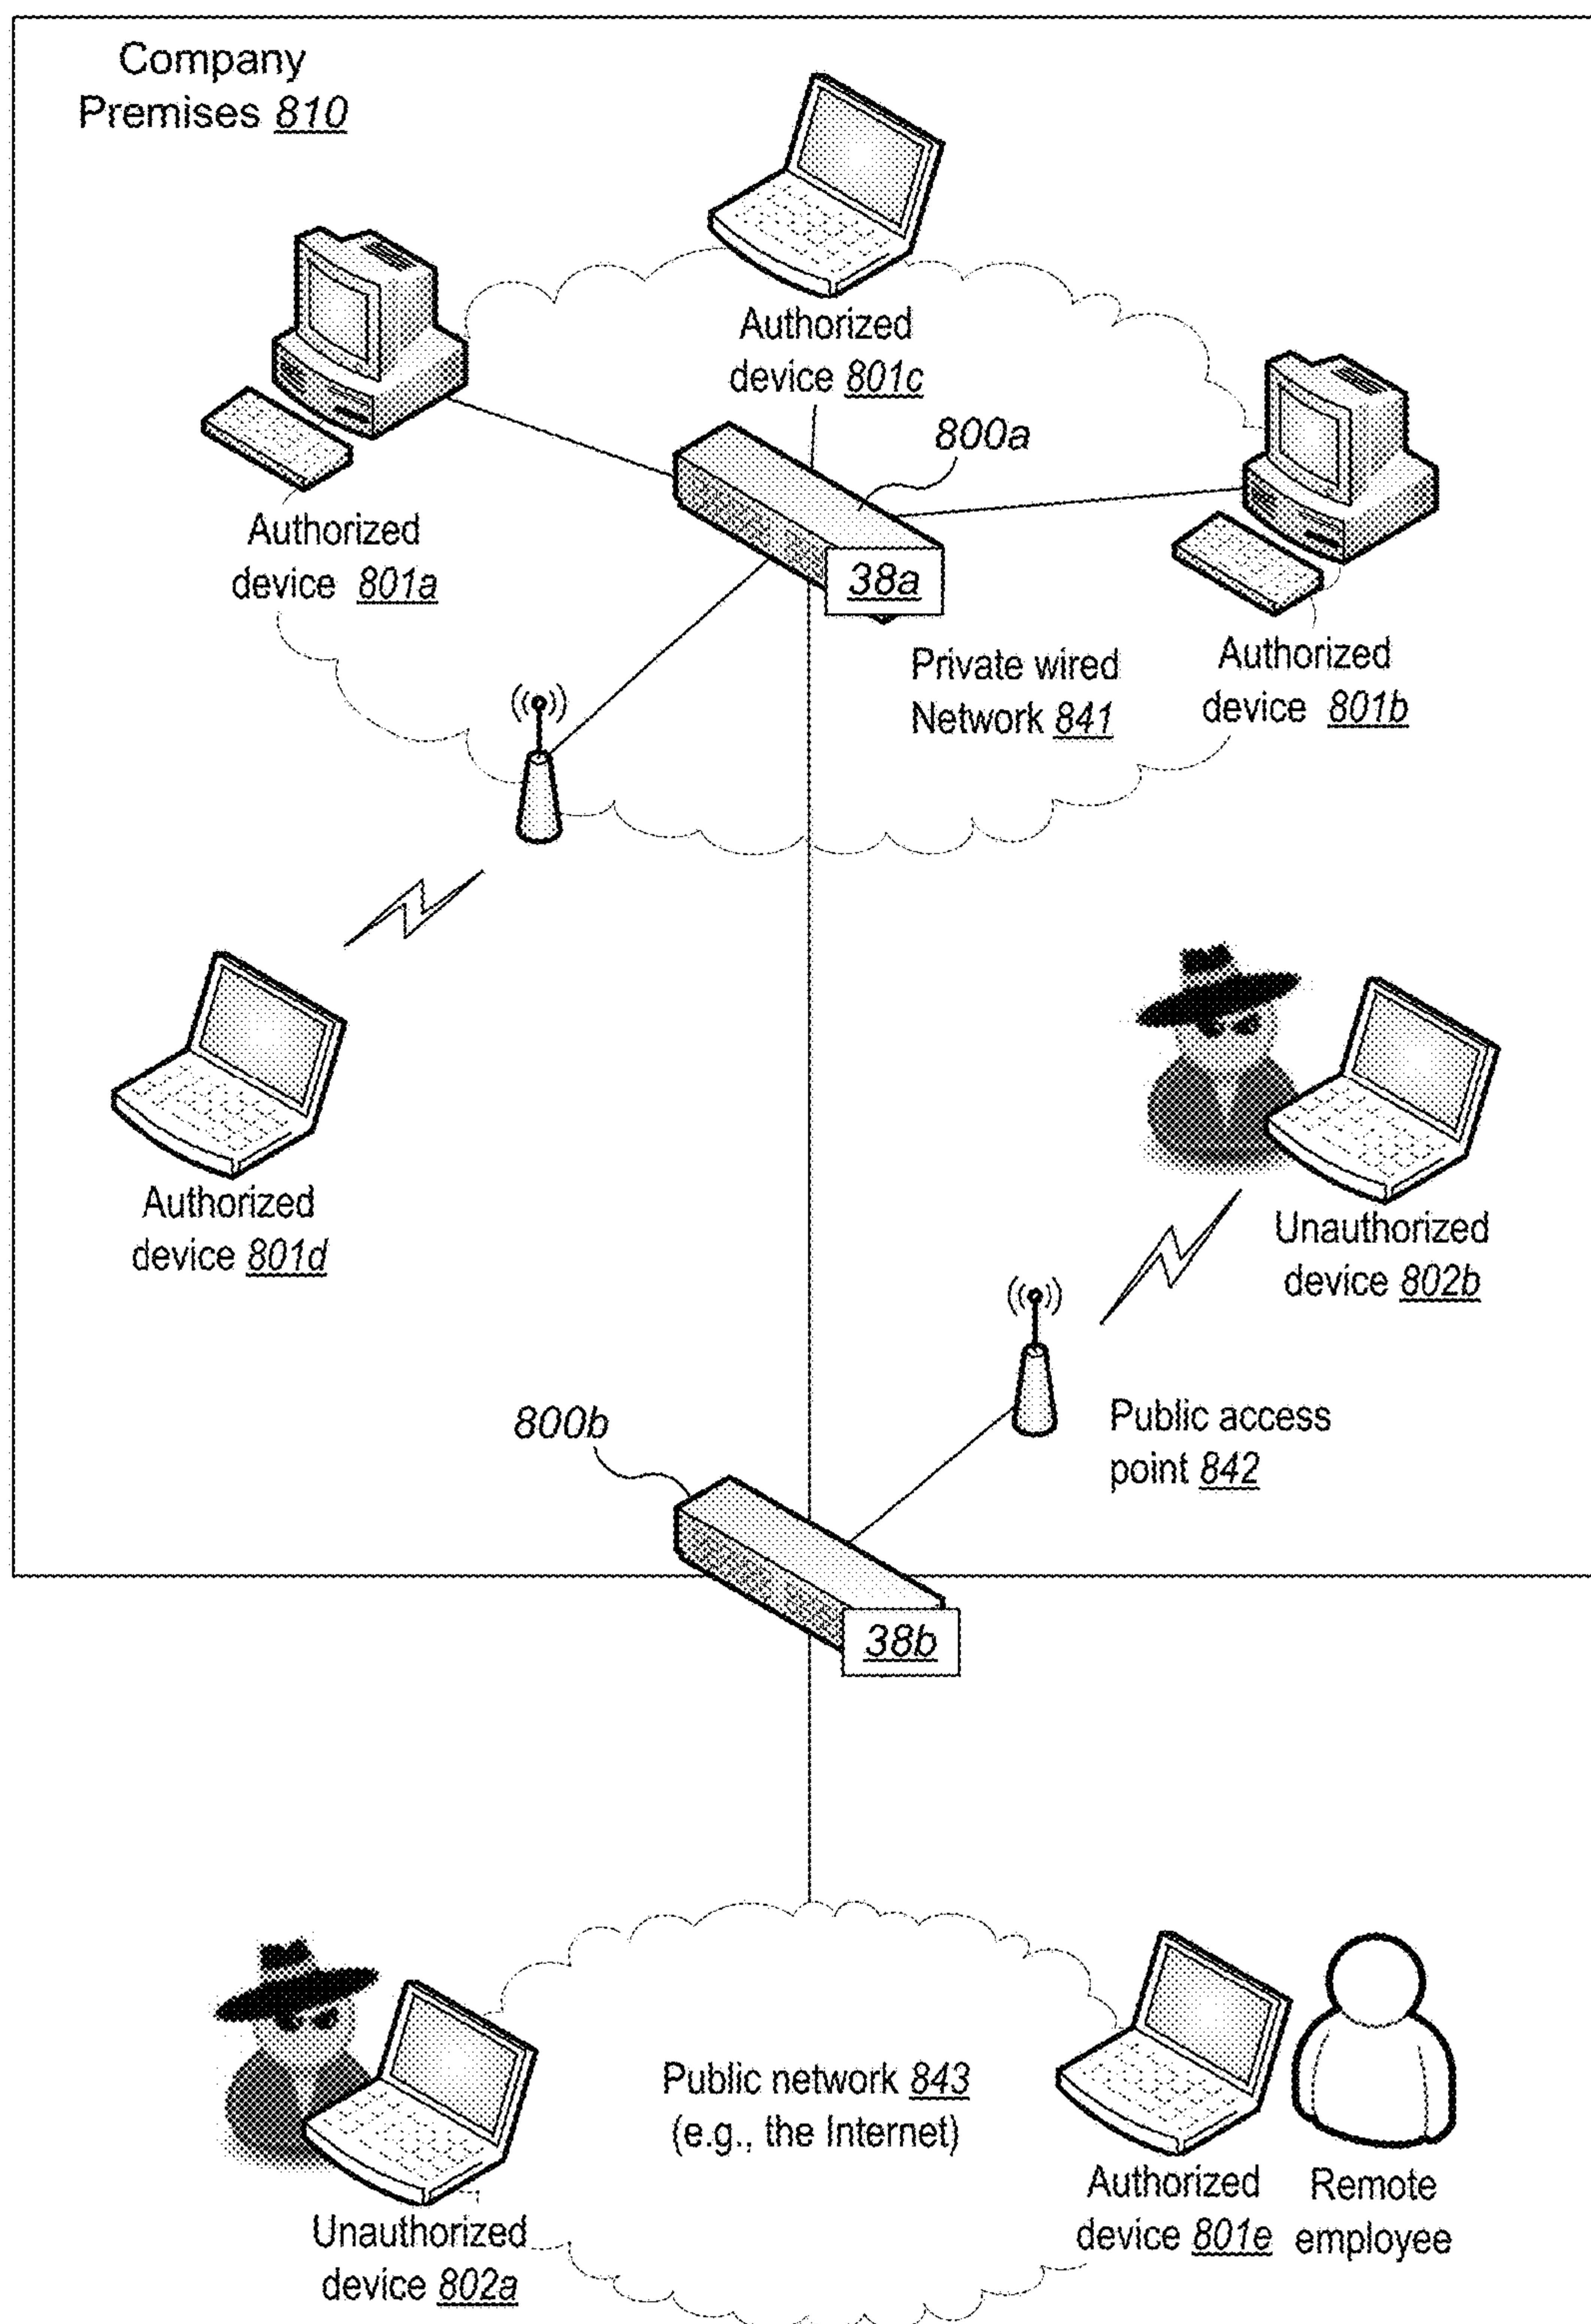 Company
Premises 810
Authorized
device 801c
800a
Authorized
device 801a
38a
Private wired
Network 841
Authorized
device 801b
Authorized
device 801d
Unauthorized
device 802b
800b
Public access
point 842
38b
Public network 843
(e.g., the Internet)
Authorized
device 801e
Remote
employee
Unauthorized
device 802a